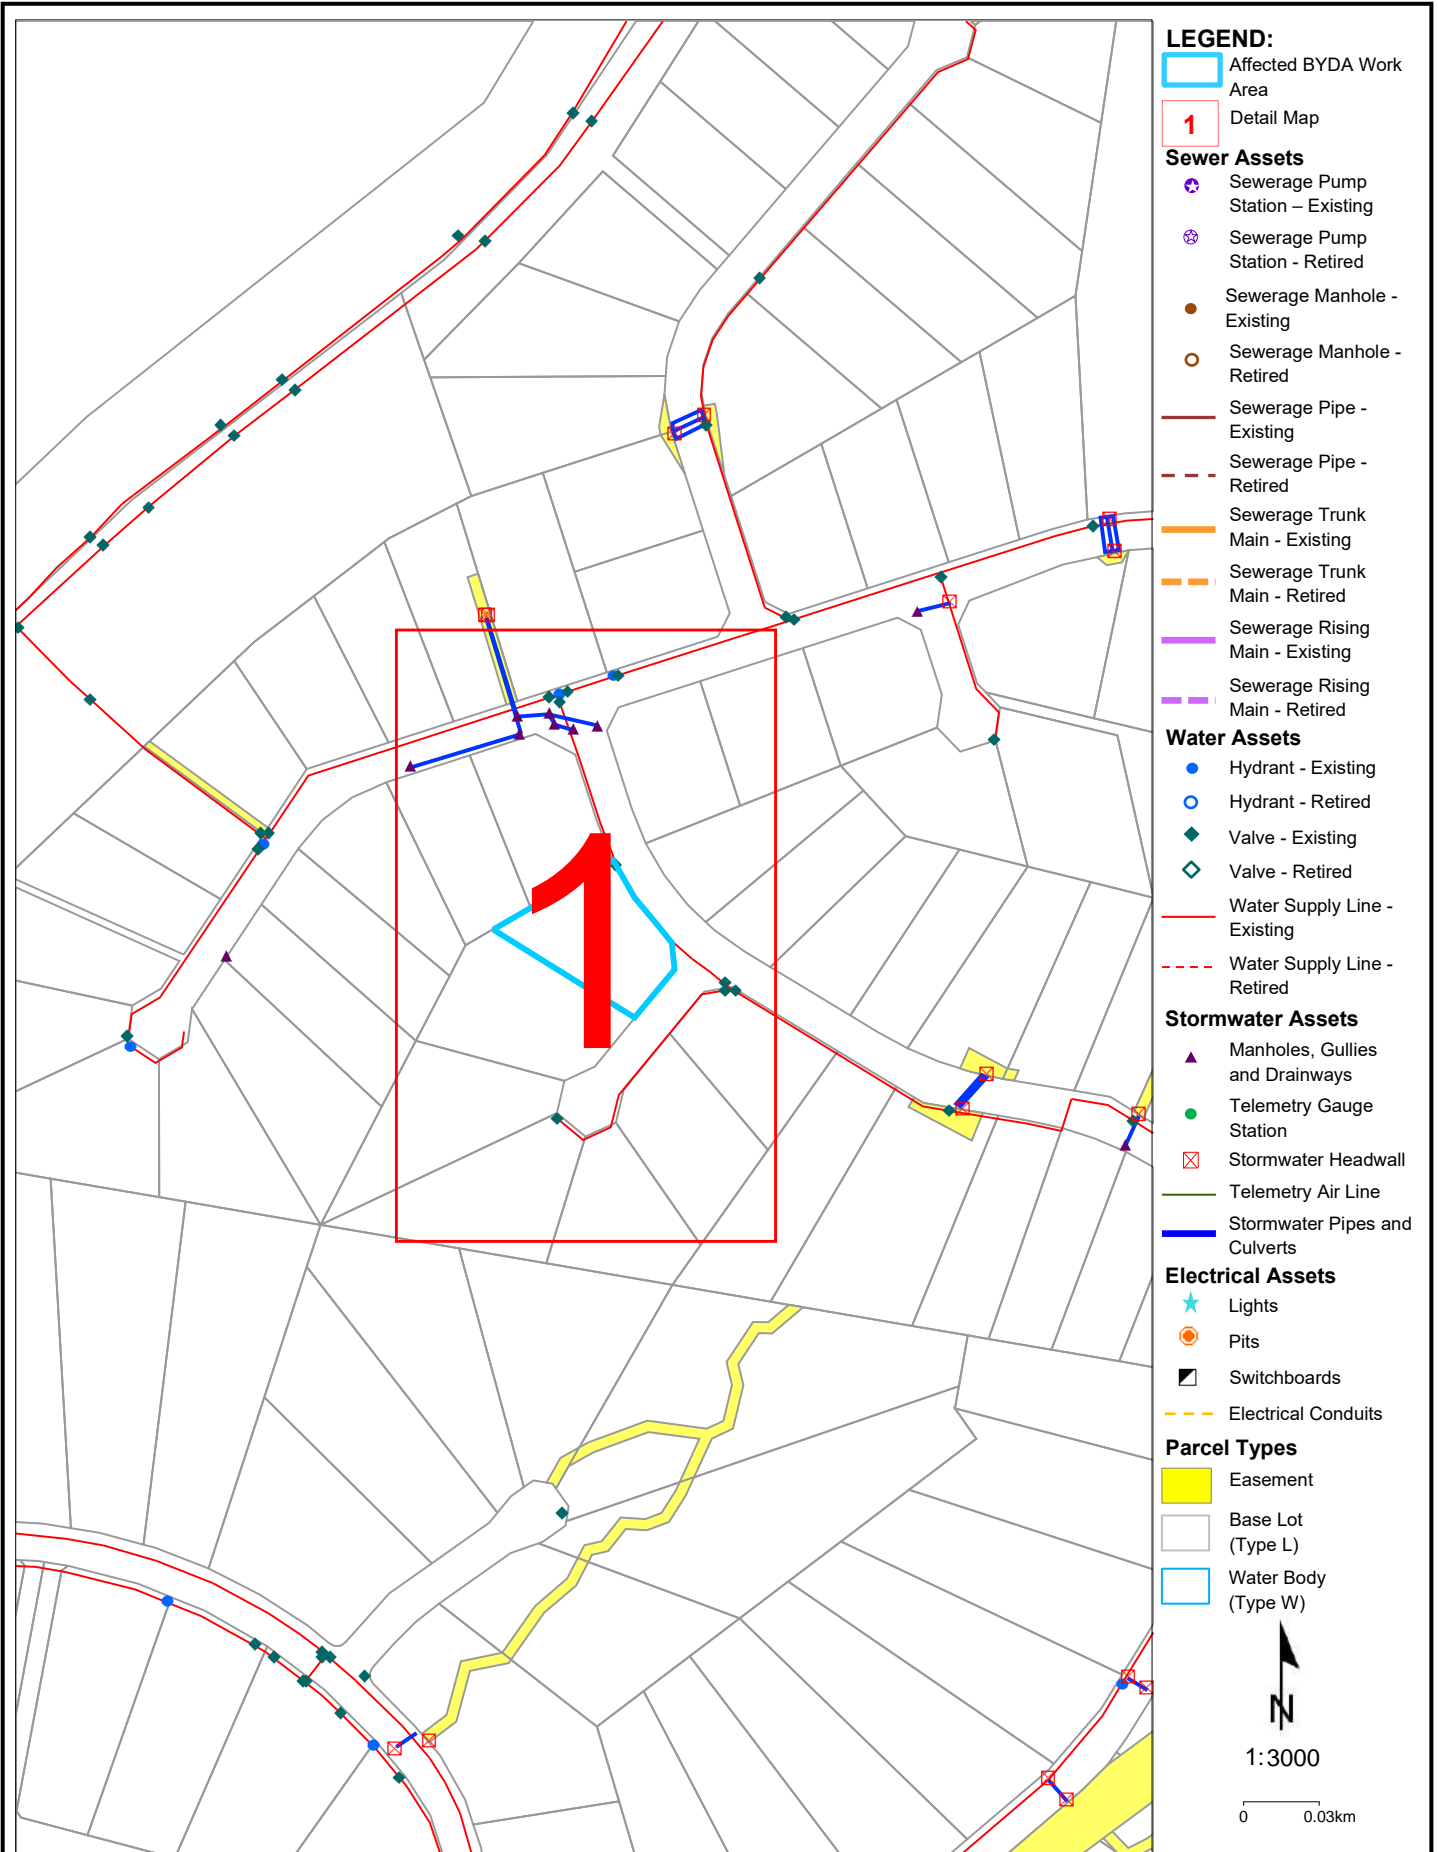 1
LEGEND:
Affected BYDA Work
Area
1
Detail Map
Sewer Assets
Sewerage Pump
Station – Existing
Sewerage Pump
Station - Retired
Sewerage Manhole -
Existing
Sewerage Manhole -
Retired
Sewerage Pipe -
Existing
Sewerage Pipe -
Retired
Sewerage Trunk
Main - Existing
Sewerage Trunk
Main - Retired
Sewerage Rising
Main - Existing
Sewerage Rising
Main - Retired
Water Assets
Hydrant - Existing
Hydrant - Retired
Valve - Existing
Valve - Retired
Water Supply Line -
Existing
Water Supply Line -
Retired
Stormwater Assets
Manholes, Gullies
and Drainways
Telemetry Gauge
Station
Stormwater Headwall
Telemetry Air Line
Stormwater Pipes and
Culverts
Electrical Assets
Lights
Pits
Switchboards
Electrical Conduits
Parcel Types
Easement
Base Lot
(Type L)
Water Body
(Type W)
N
1:3000
0 0.03km